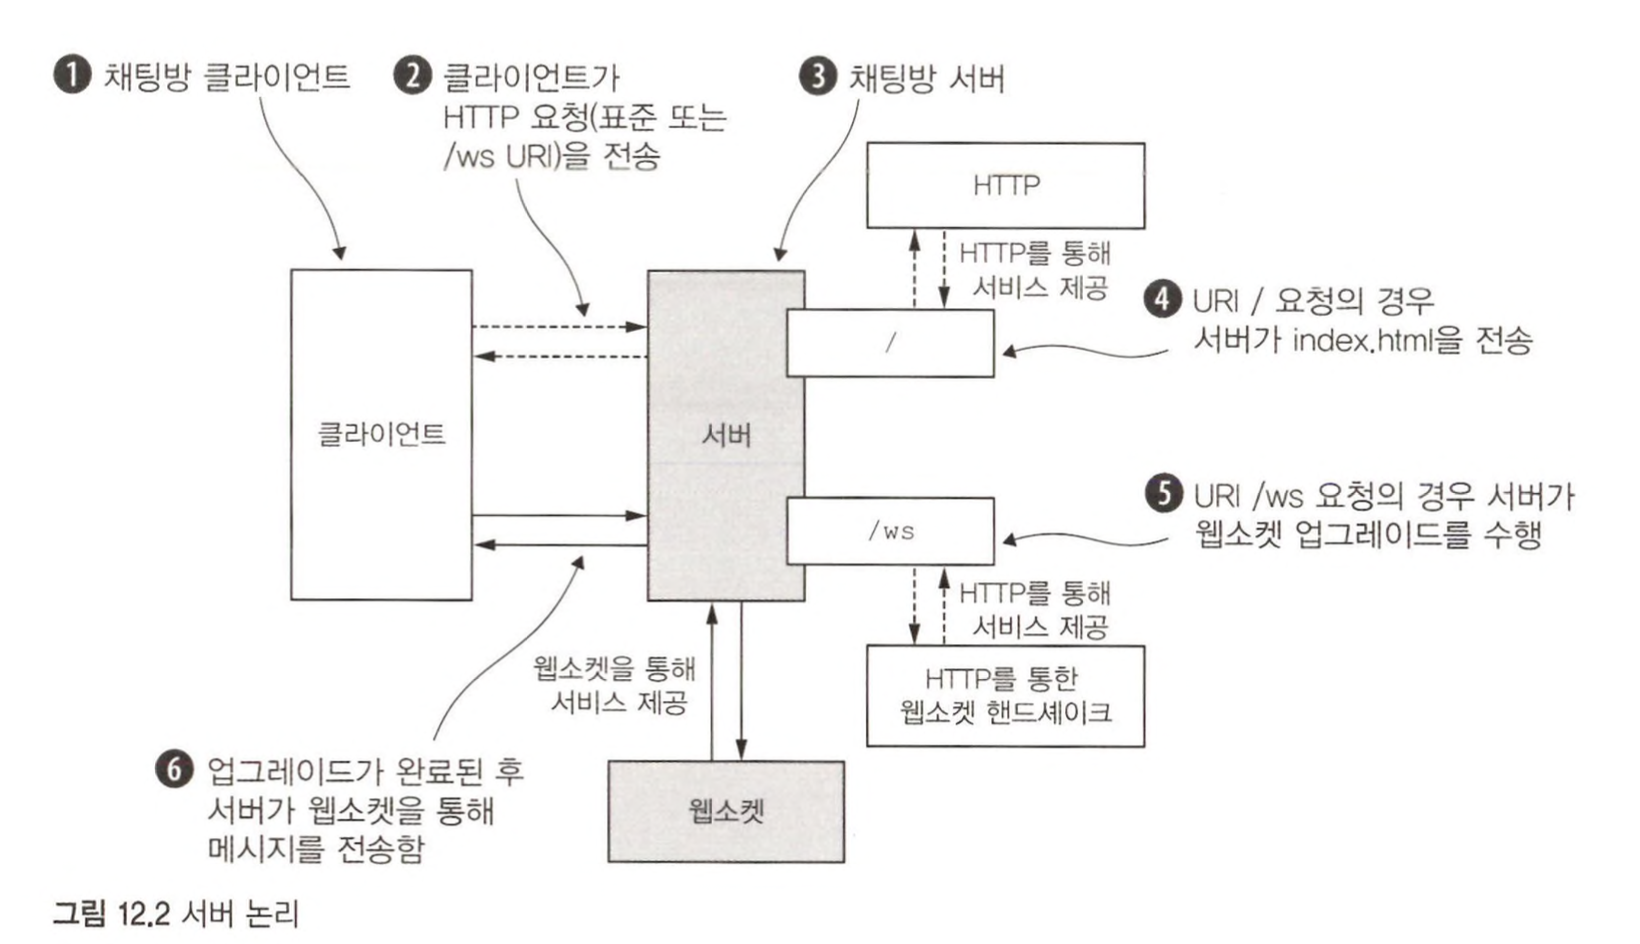 ❶ 채팅방 클라이언트
❷ 클라이언트가
HTTP 요청(표준 또는
/ws URI)을 전송
❸ 채팅방 서버
HTTP
HTTP를 통해
서비스 제공
/
❹ URI / 요청의 경우
서버가 index.html을 전송
클라이언트
서버
/ws
❺ URI /ws 요청의 경우 서버가
웹소켓 업그레이드를 수행
HTTP를 통해
서비스 제공
HTTP를 통한
웹소켓 핸드셰이크
웹소켓을 통해
서비스 제공
❻ 업그레이드가 완료된 후
서버가 웹소켓을 통해
메시지를 전송함
웹소켓
그림 12.2 서버 논리